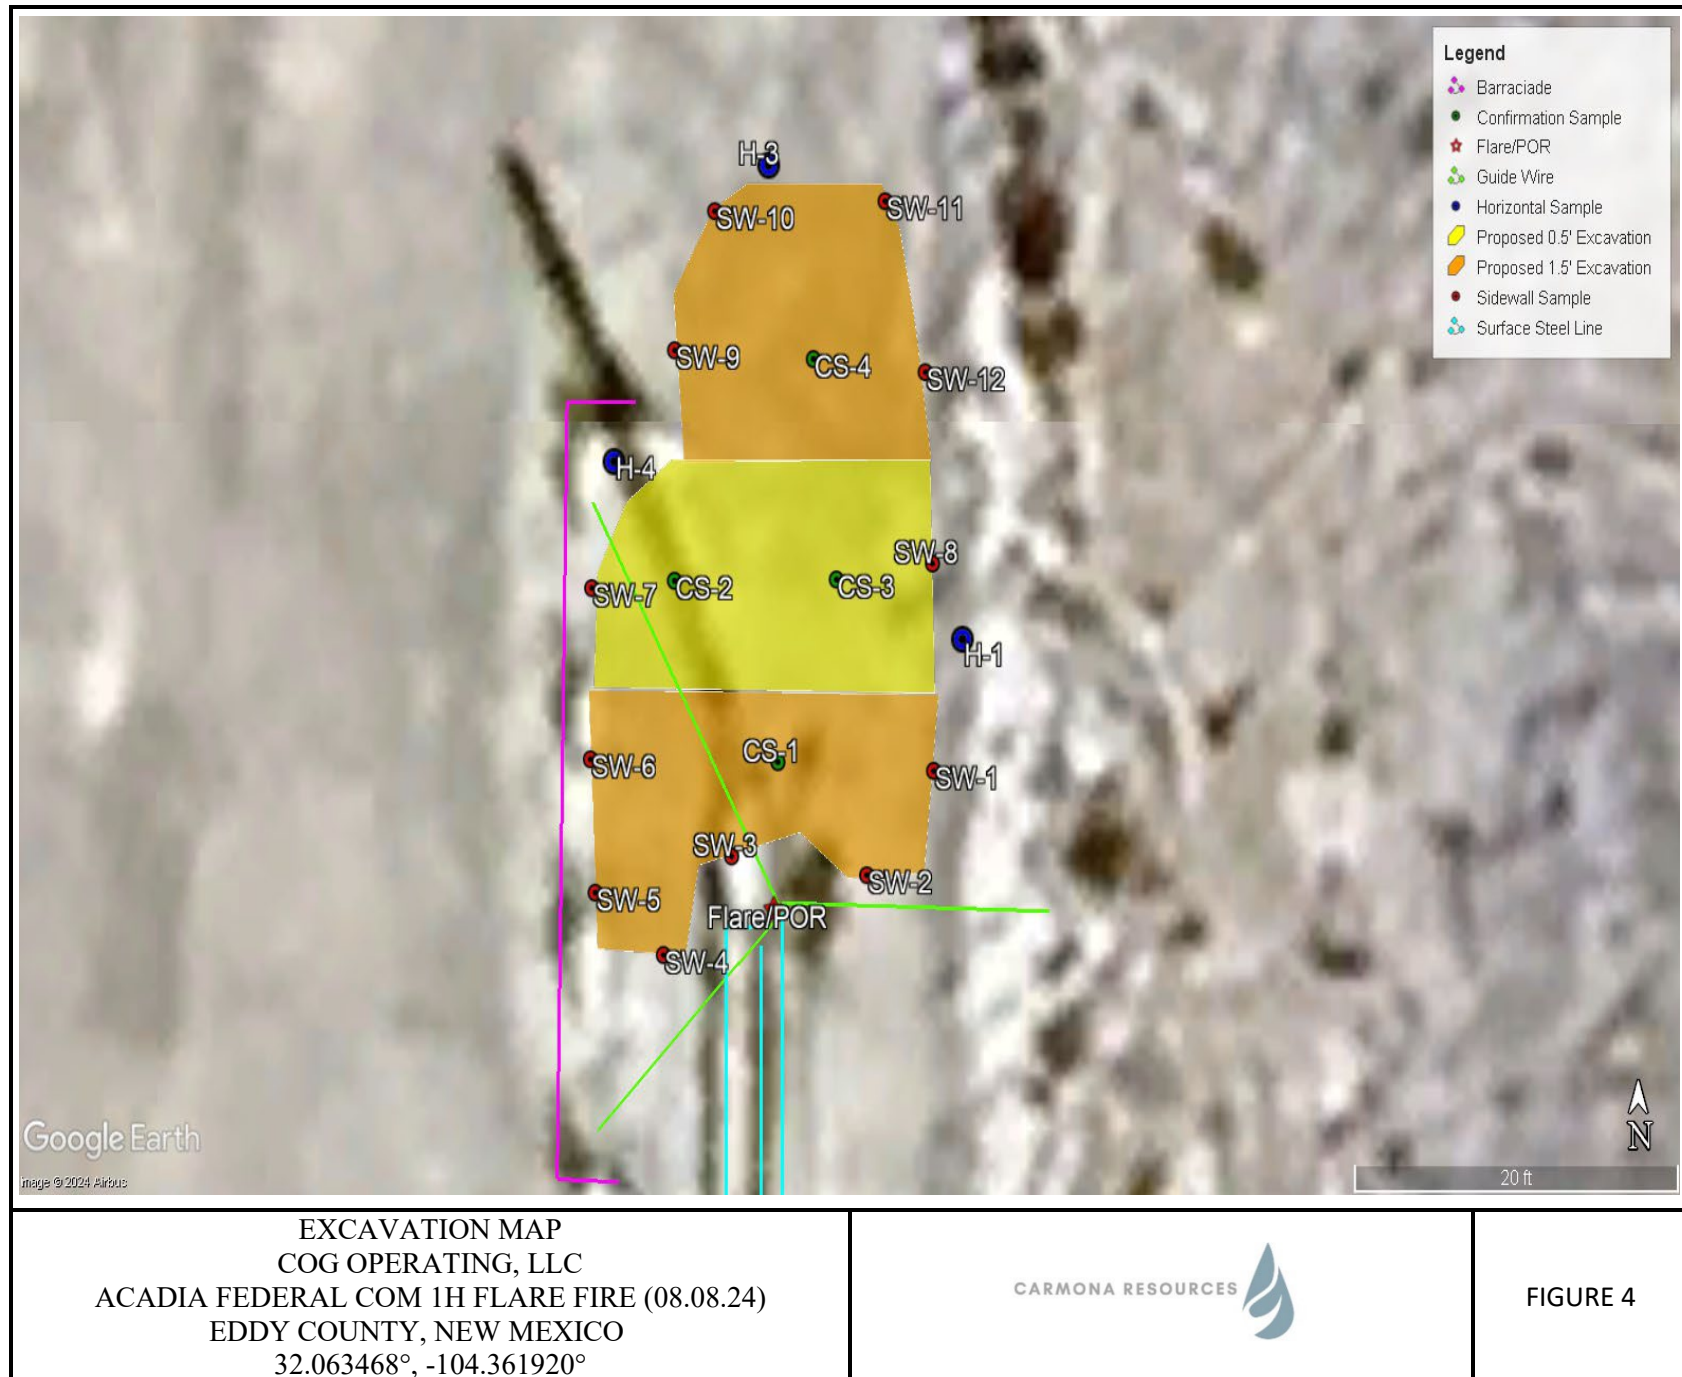 Legend
Barraciade
Confirmation Sample
Flare/POR
Guide Wire
Horizontal Sample
Proposed 0.5' Excavation
Proposed 1.5' Excavation
Sidewall Sample
Surface Steel Line
H-3
SW-10
SW-11
SW-9
CS-4
SW-12
H-4
SW-8
SW-7
CS-2
CS-3
H-1
CS-1
SW-6
SW-1
SW-3
SW-2
SW-5
Flare/POR
SW-4
N
Google Earth
Image © 2024 Airbus
20 ft
EXCAVATION MAP
COG OPERATING, LLC
ACADIA FEDERAL COM 1H FLARE FIRE (08.08.24)
EDDY COUNTY, NEW MEXICO
32.063468°, -104.361920°
CARMONA RESOURCES
FIGURE 4